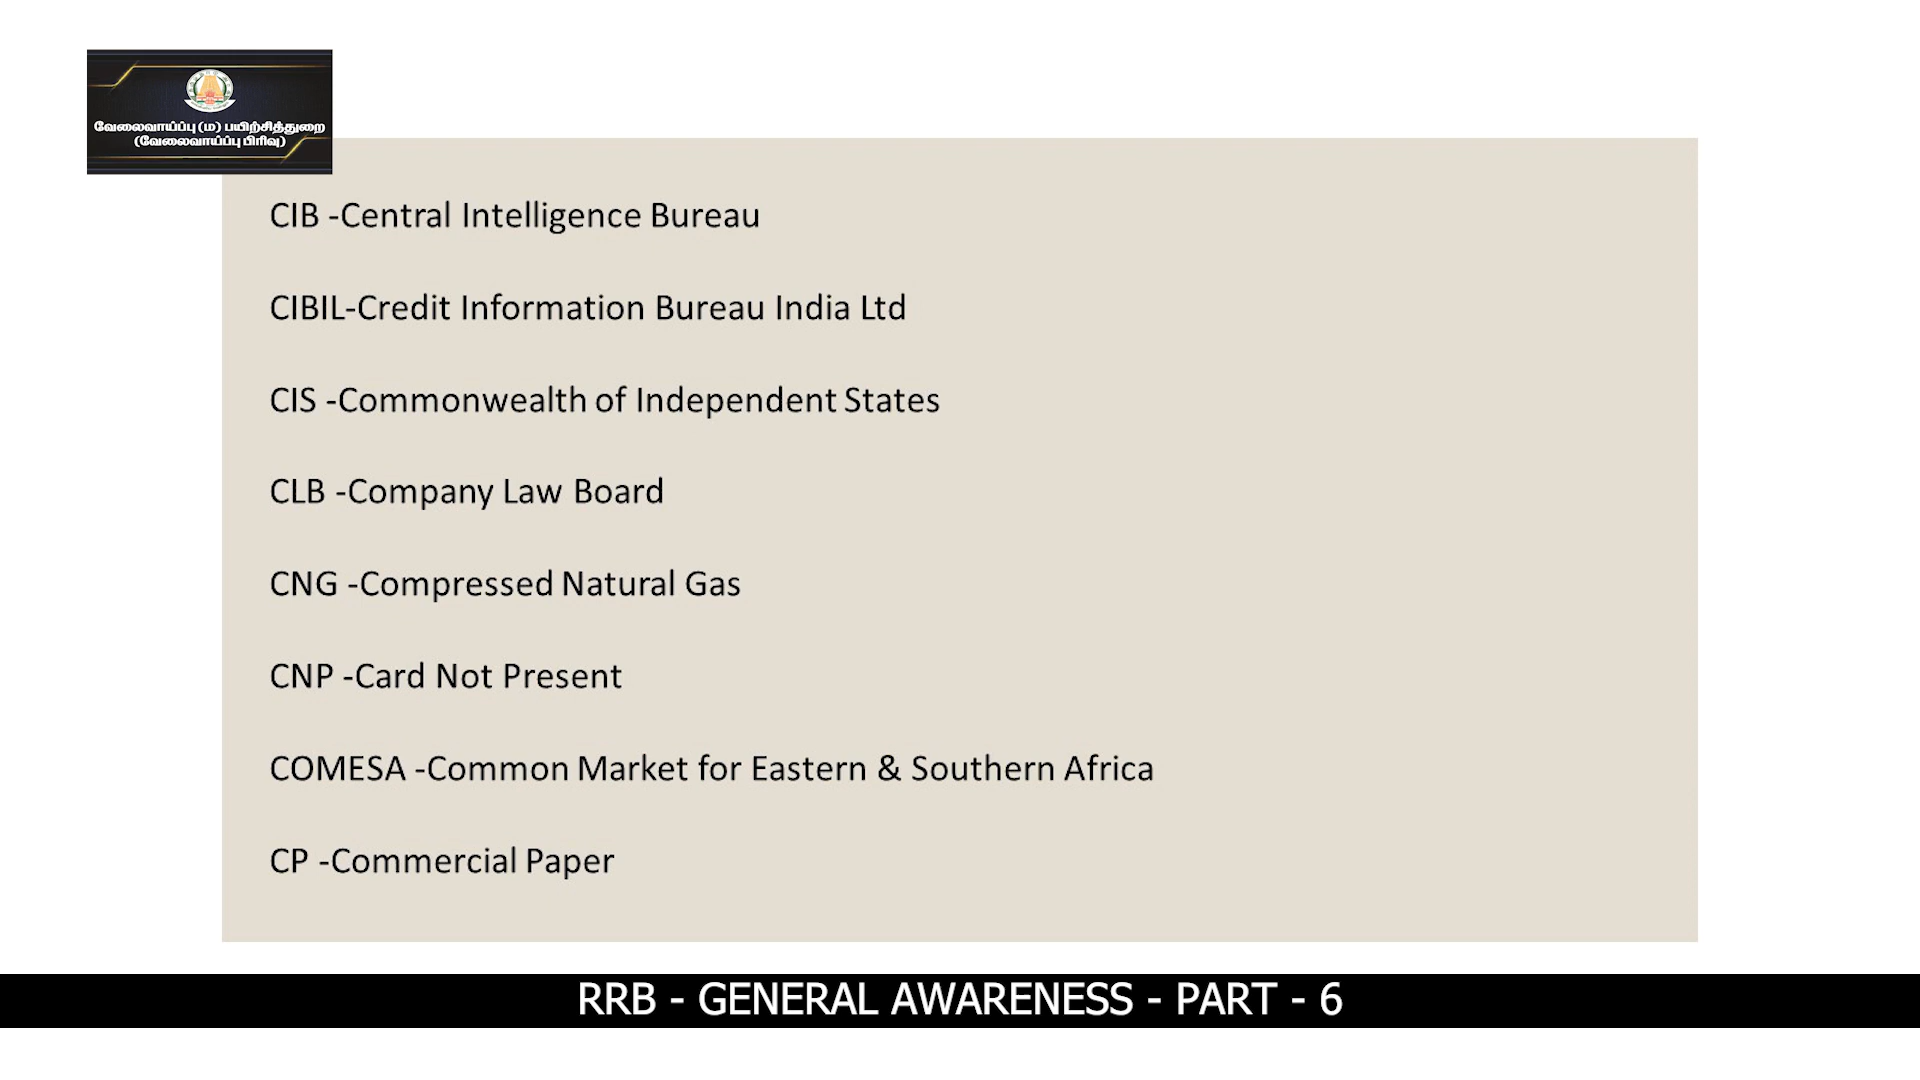 வேலைவாய்ப்பு (ம) பயிற்சித்துறை
(வேலைவாய்ப்பு பிரிவு)
CIB -Central Intelligence Bureau
CIBIL-Credit Information Bureau India Ltd
CIS -Commonwealth of Independent States
CLB -Company Law Board
CNG -Compressed Natural Gas
CNP -Card Not Present
COMESA -Common Market for Eastern & Southern Africa
CP -Commercial Paper
RRB - GENERAL AWARENESS - PART - 6